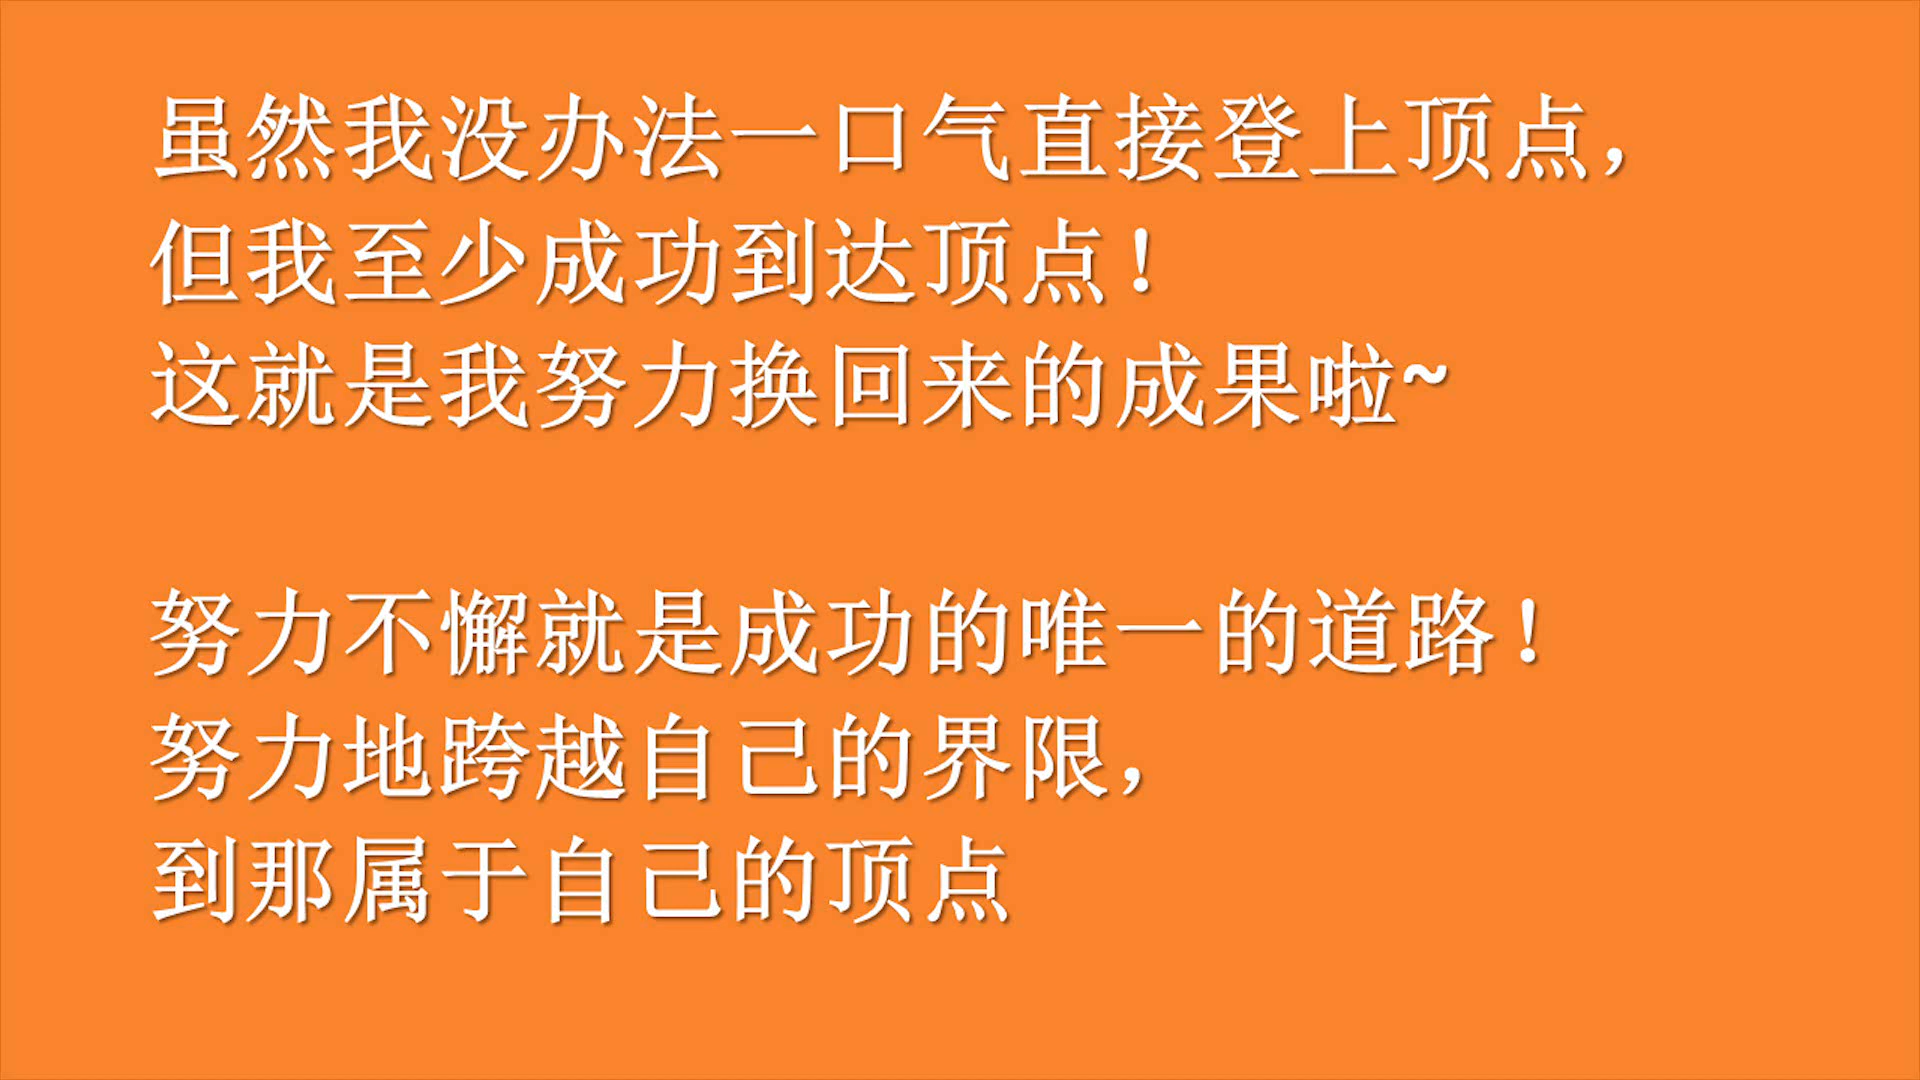 虽然我没办法一口气直接登上顶点，
但我至少成功到达顶点！
这就是我努力换回来的成果啦~
努力不懈就是成功的唯一的道路！
努力地跨越自己的界限，
到那属于自己的顶点